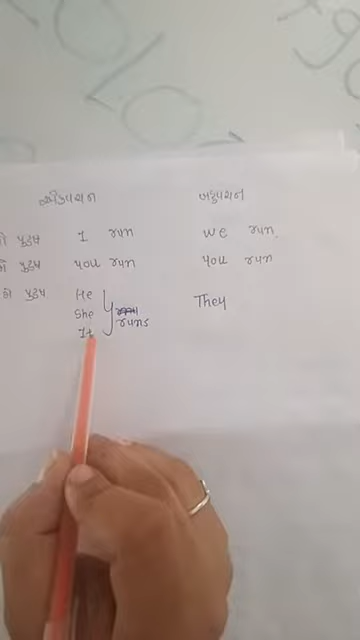 એકવચન બહુવચન
લો પુરુષ I run we run.
જો પુરુષ you run you run
જો પુરુષ He They
She runs
It